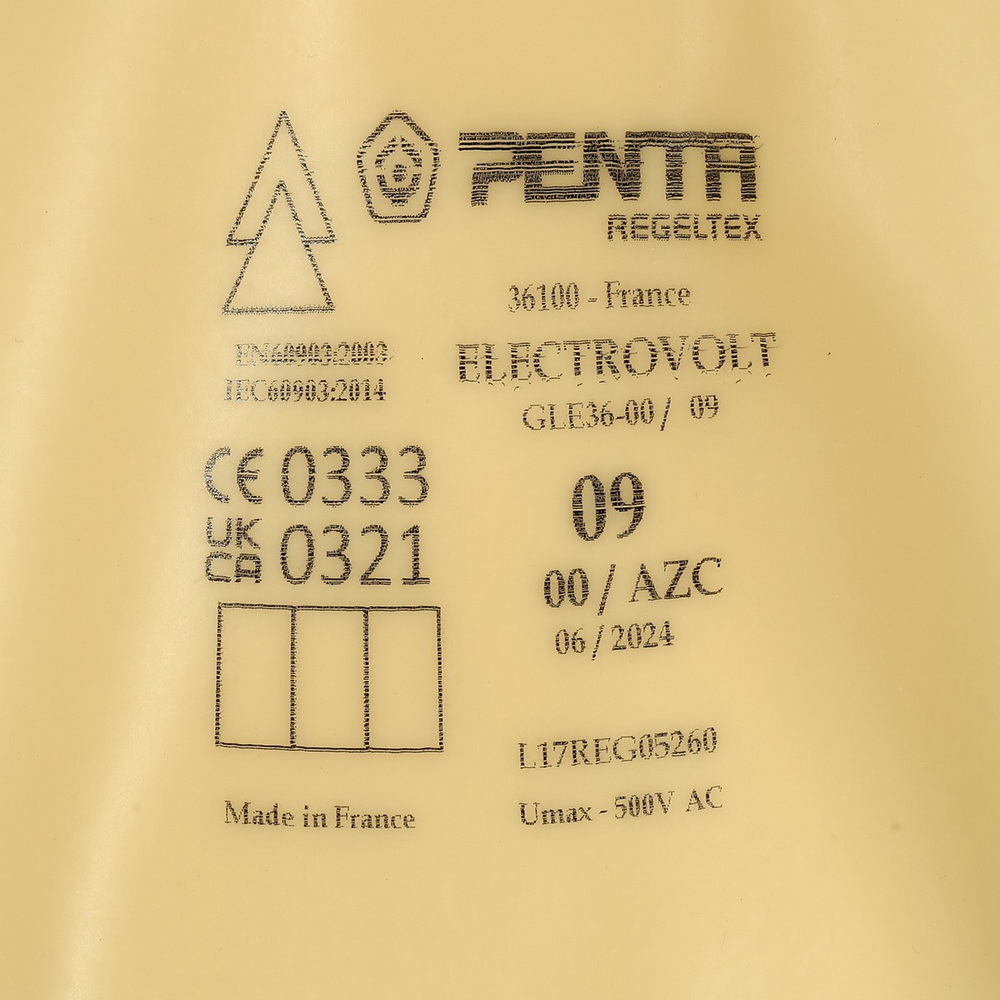 PENTA
REGELTEX
36100 - France
EN60903:2003
IEC60903:2014
ELECTROVOLT
GLE36-00/ 09
CE 0333
UK
CA 0321
09
00 / AZC
06 / 2024
L17REG05260
Umax - 500V AC
Made in France